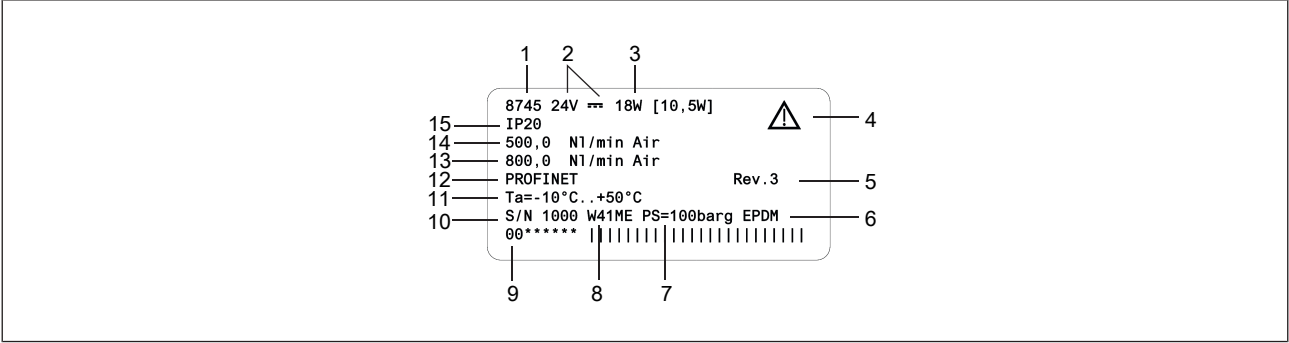 1 2 3
8745 24V ⎓ 18W [10,5W]
4
15 IP20
14 500,0 Nl/min Air
13 800,0 Nl/min Air
12 PROFINET Rev.3 5
11 Ta=-10°C..+50°C
10 S/N 1000 W41ME PS=100barg EPDM 6
00******
9 8 7